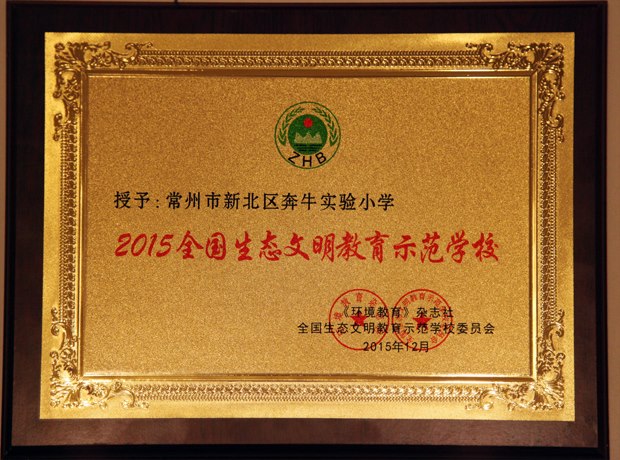 ZHB
授予:常州市新北区奔牛实验小学
2015全国生态文明教育示范学校
《环境教育》杂志社
全国生态文明教育示范学校委员会
2015年12月